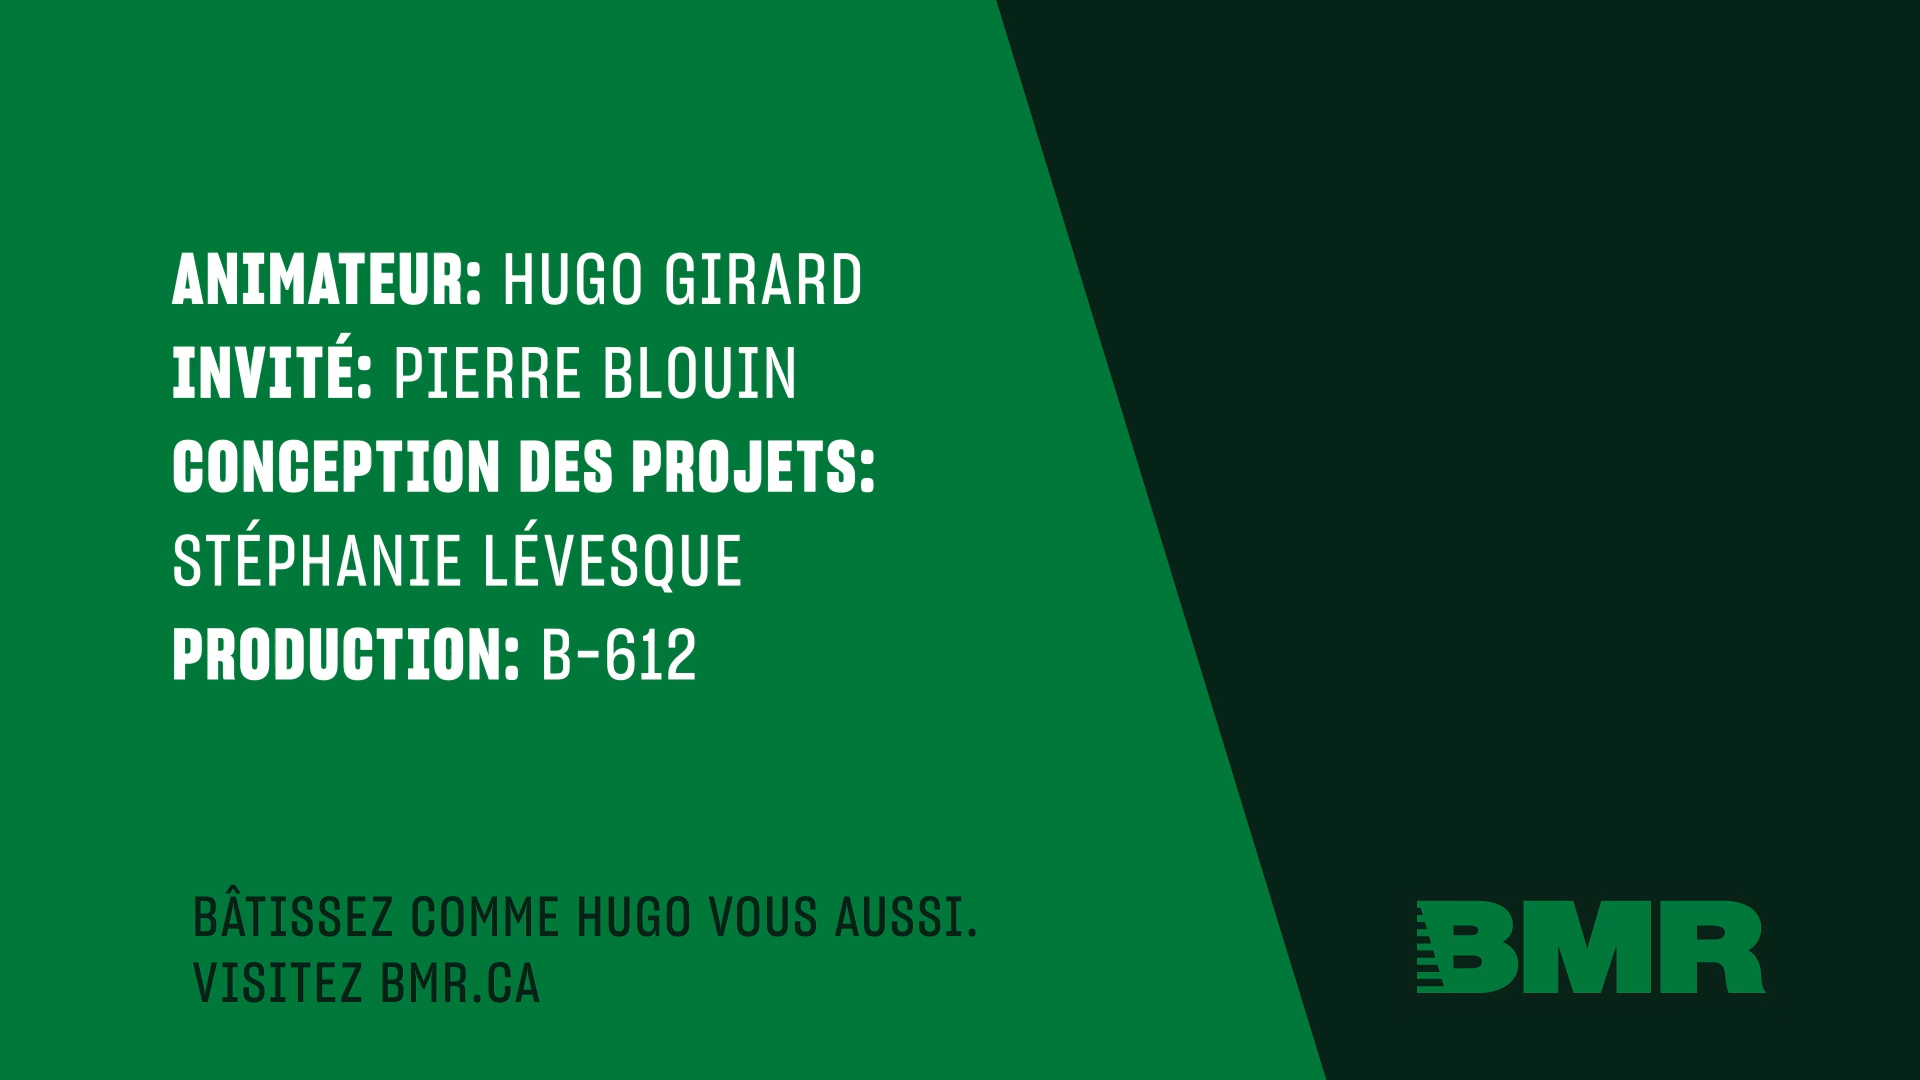 ANIMATEUR: HUGO GIRARD
INVITÉ: PIERRE BLOUIN
CONCEPTION DES PROJETS:
STÉPHANIE LÉVESQUE
PRODUCTION: B-612
BÂTISSEZ COMME HUGO VOUS AUSSI.
VISITEZ BMR.CA
BMR